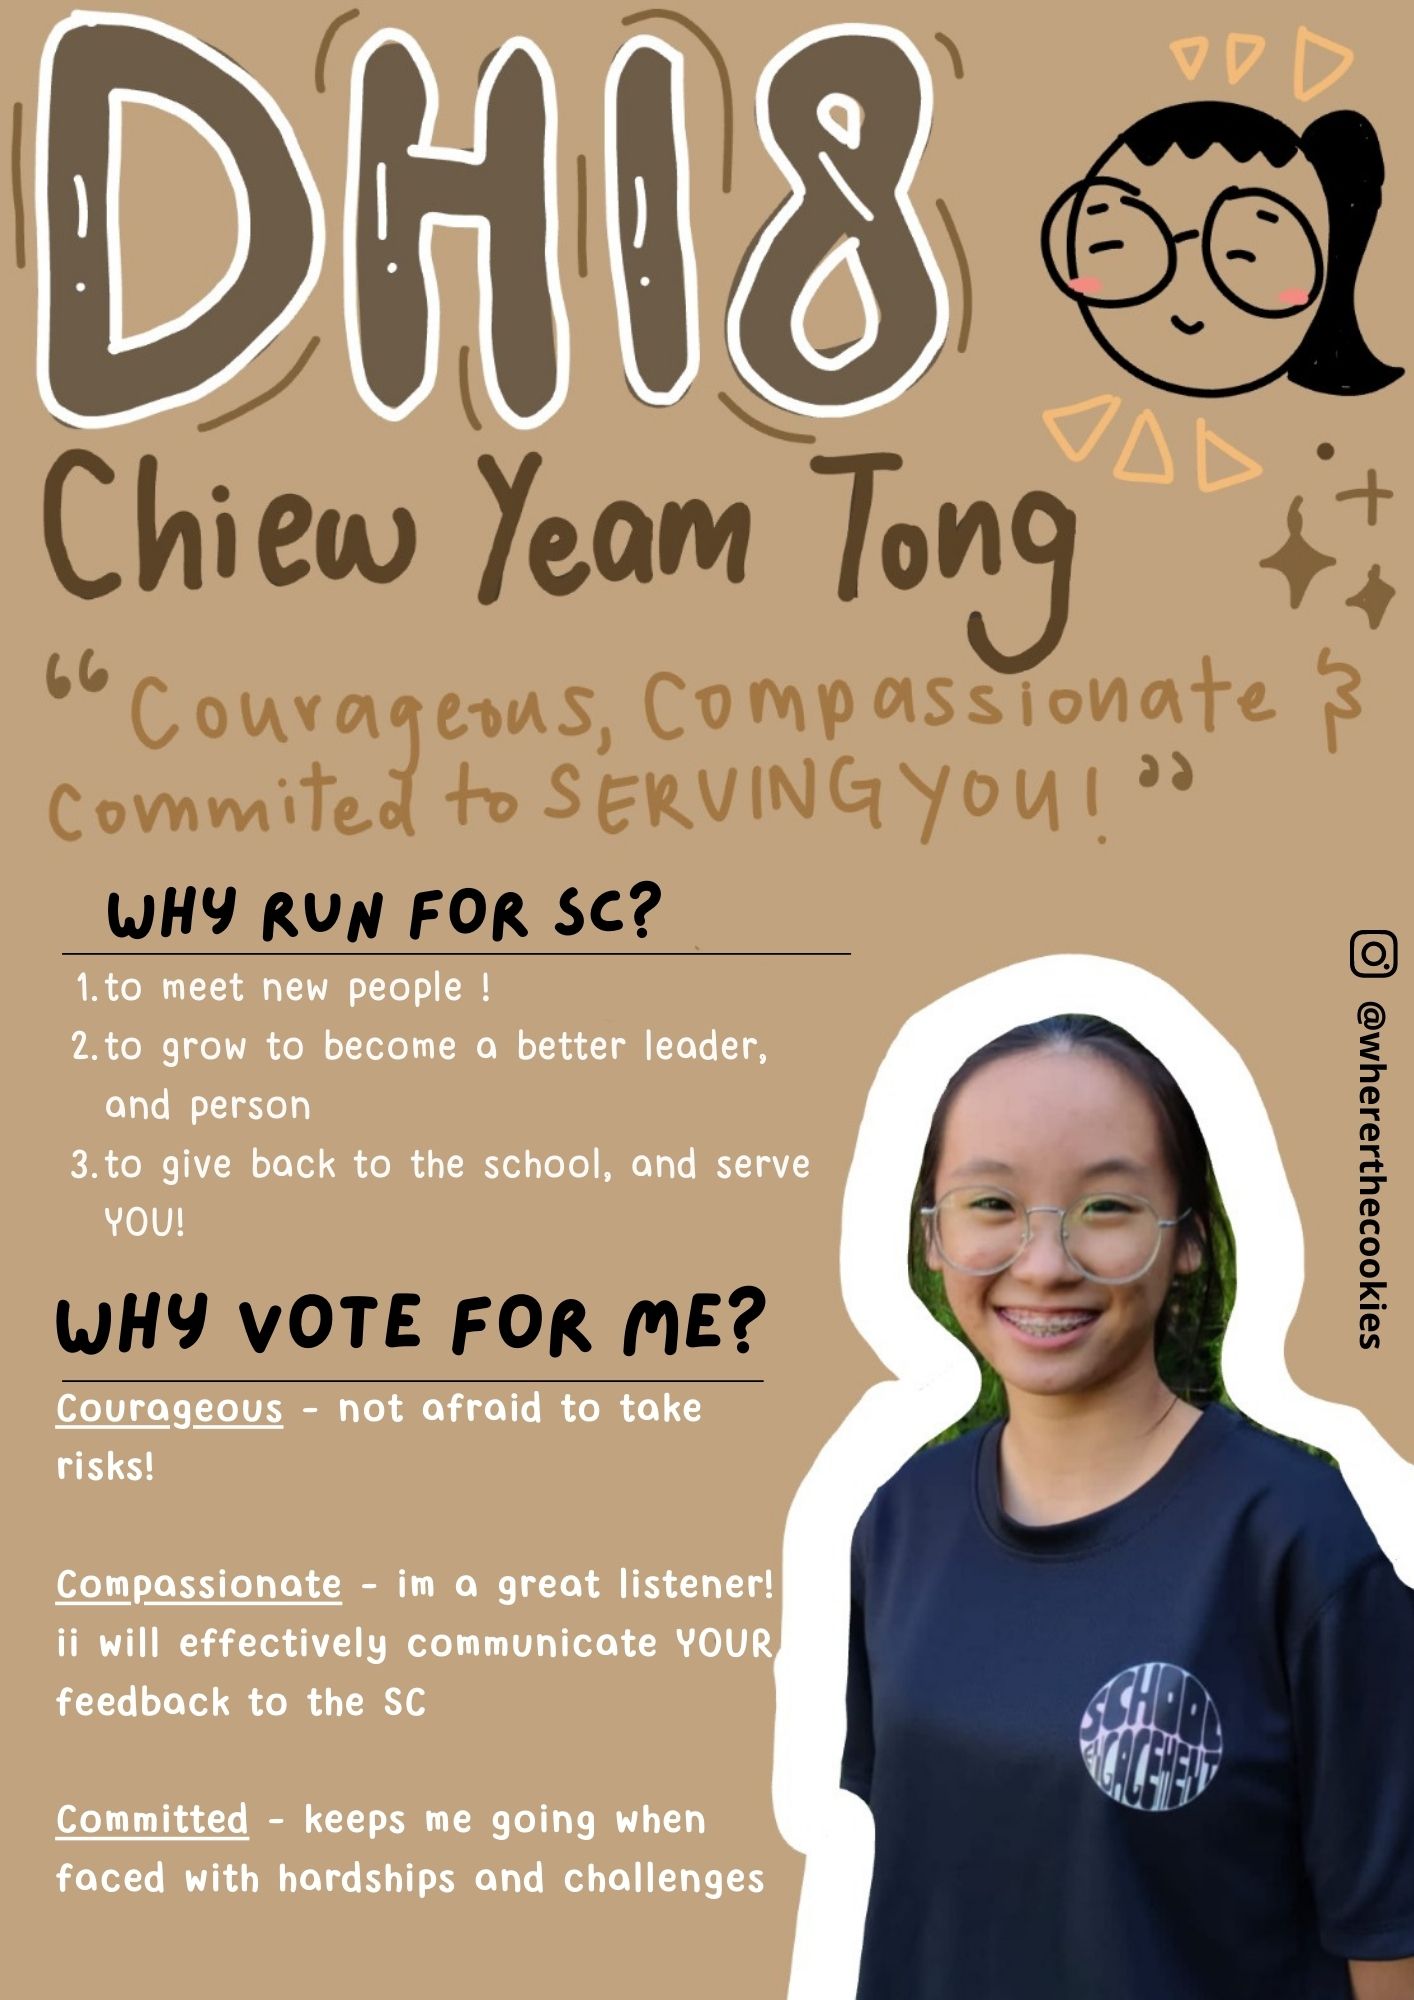 DH18
Chiew Yeam Tong
“Courageous, Compassionate &
Commited to SERVING YOU!”
WHY RUN FOR SC?
1. to meet new people !
2. to grow to become a better leader,
and person
3. to give back to the school, and serve
YOU!
WHY VOTE FOR ME?
Courageous - not afraid to take
risks!
Compassionate - im a great listener!
ii will effectively communicate YOUR
feedback to the SC
Committed - keeps me going when
faced with hardships and challenges
@whererthecookies
SCHOOL
ENGAGEMENT